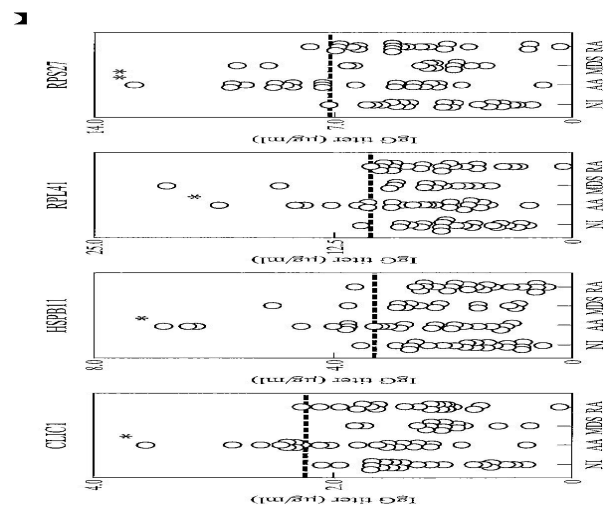 CLIC1
*
4.0
2.0
0
IgG titer (μg/ml)
NI AA MDS RA
HSPB11
*
8.0
4.0
0
IgG titer (μg/ml)
NI AA MDS RA
RPL41
*
25.0
12.5
0
IgG titer (μg/ml)
NI AA MDS RA
RPS27
**
14.0
7.0
0
IgG titer (μg/ml)
NI AA MDS RA